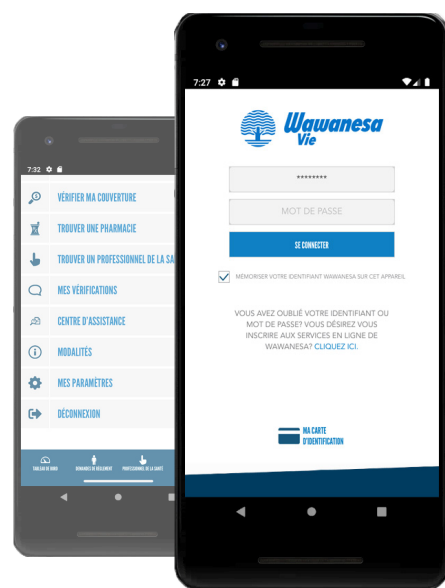 7:32
VÉRIFIER MA COUVERTURE
TROUVER UNE PHARMACIE
TROUVER UN PROFESSIONNEL DE LA SA
MES VÉRIFICATIONS
CENTRE D'ASSISTANCE
MODALITÉS
MES PARAMÈTRES
DÉCONNEXION
TABLEAU DE BORD
DEMANDES DE RÈGLEMENT
PROFESSIONNELS DE LA SANTÉ
7:27
Wawanesa
Vie
********
MOT DE PASSE
SE CONNECTER
MÉMORISER VOTRE IDENTIFIANT WAWANESA SUR CET APPAREIL
VOUS AVEZ OUBLIÉ VOTRE IDENTIFIANT OU
MOT DE PASSE? VOUS DÉSIREZ VOUS
INSCRIRE AUX SERVICES EN LIGNE DE
WAWANESA? CLIQUEZ ICI.
MA CARTE
D'IDENTIFICATION